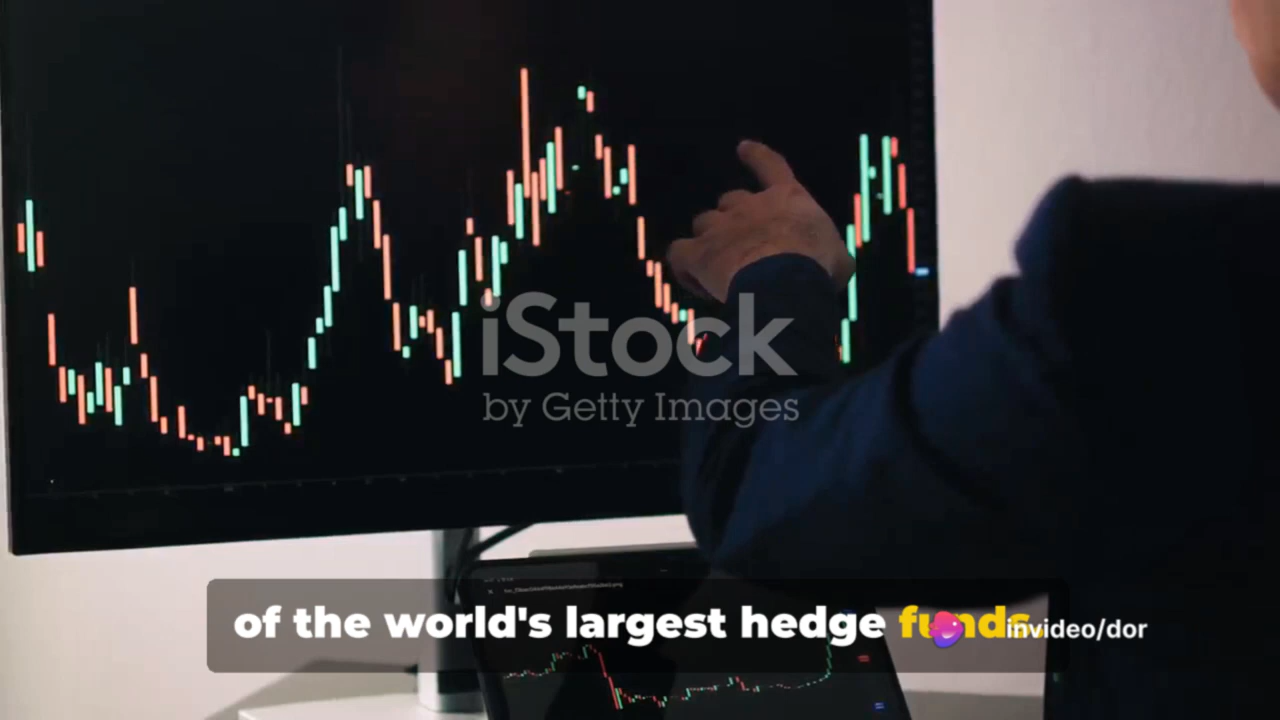 iStock
by Getty Images
of the world's largest hedge funds
invideo/dor